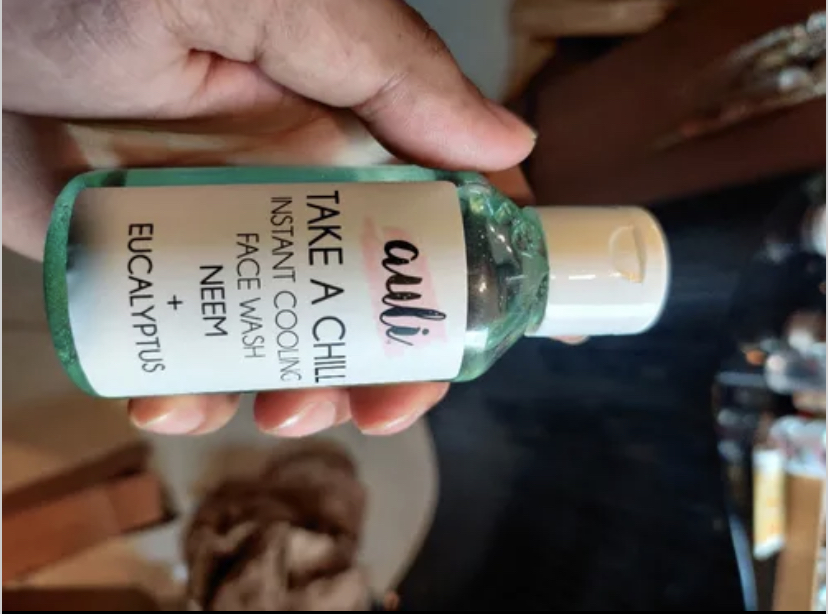 auli
TAKE A CHILL
INSTANT COOLING
FACE WASH
NEEM
+
EUCALYPTUS